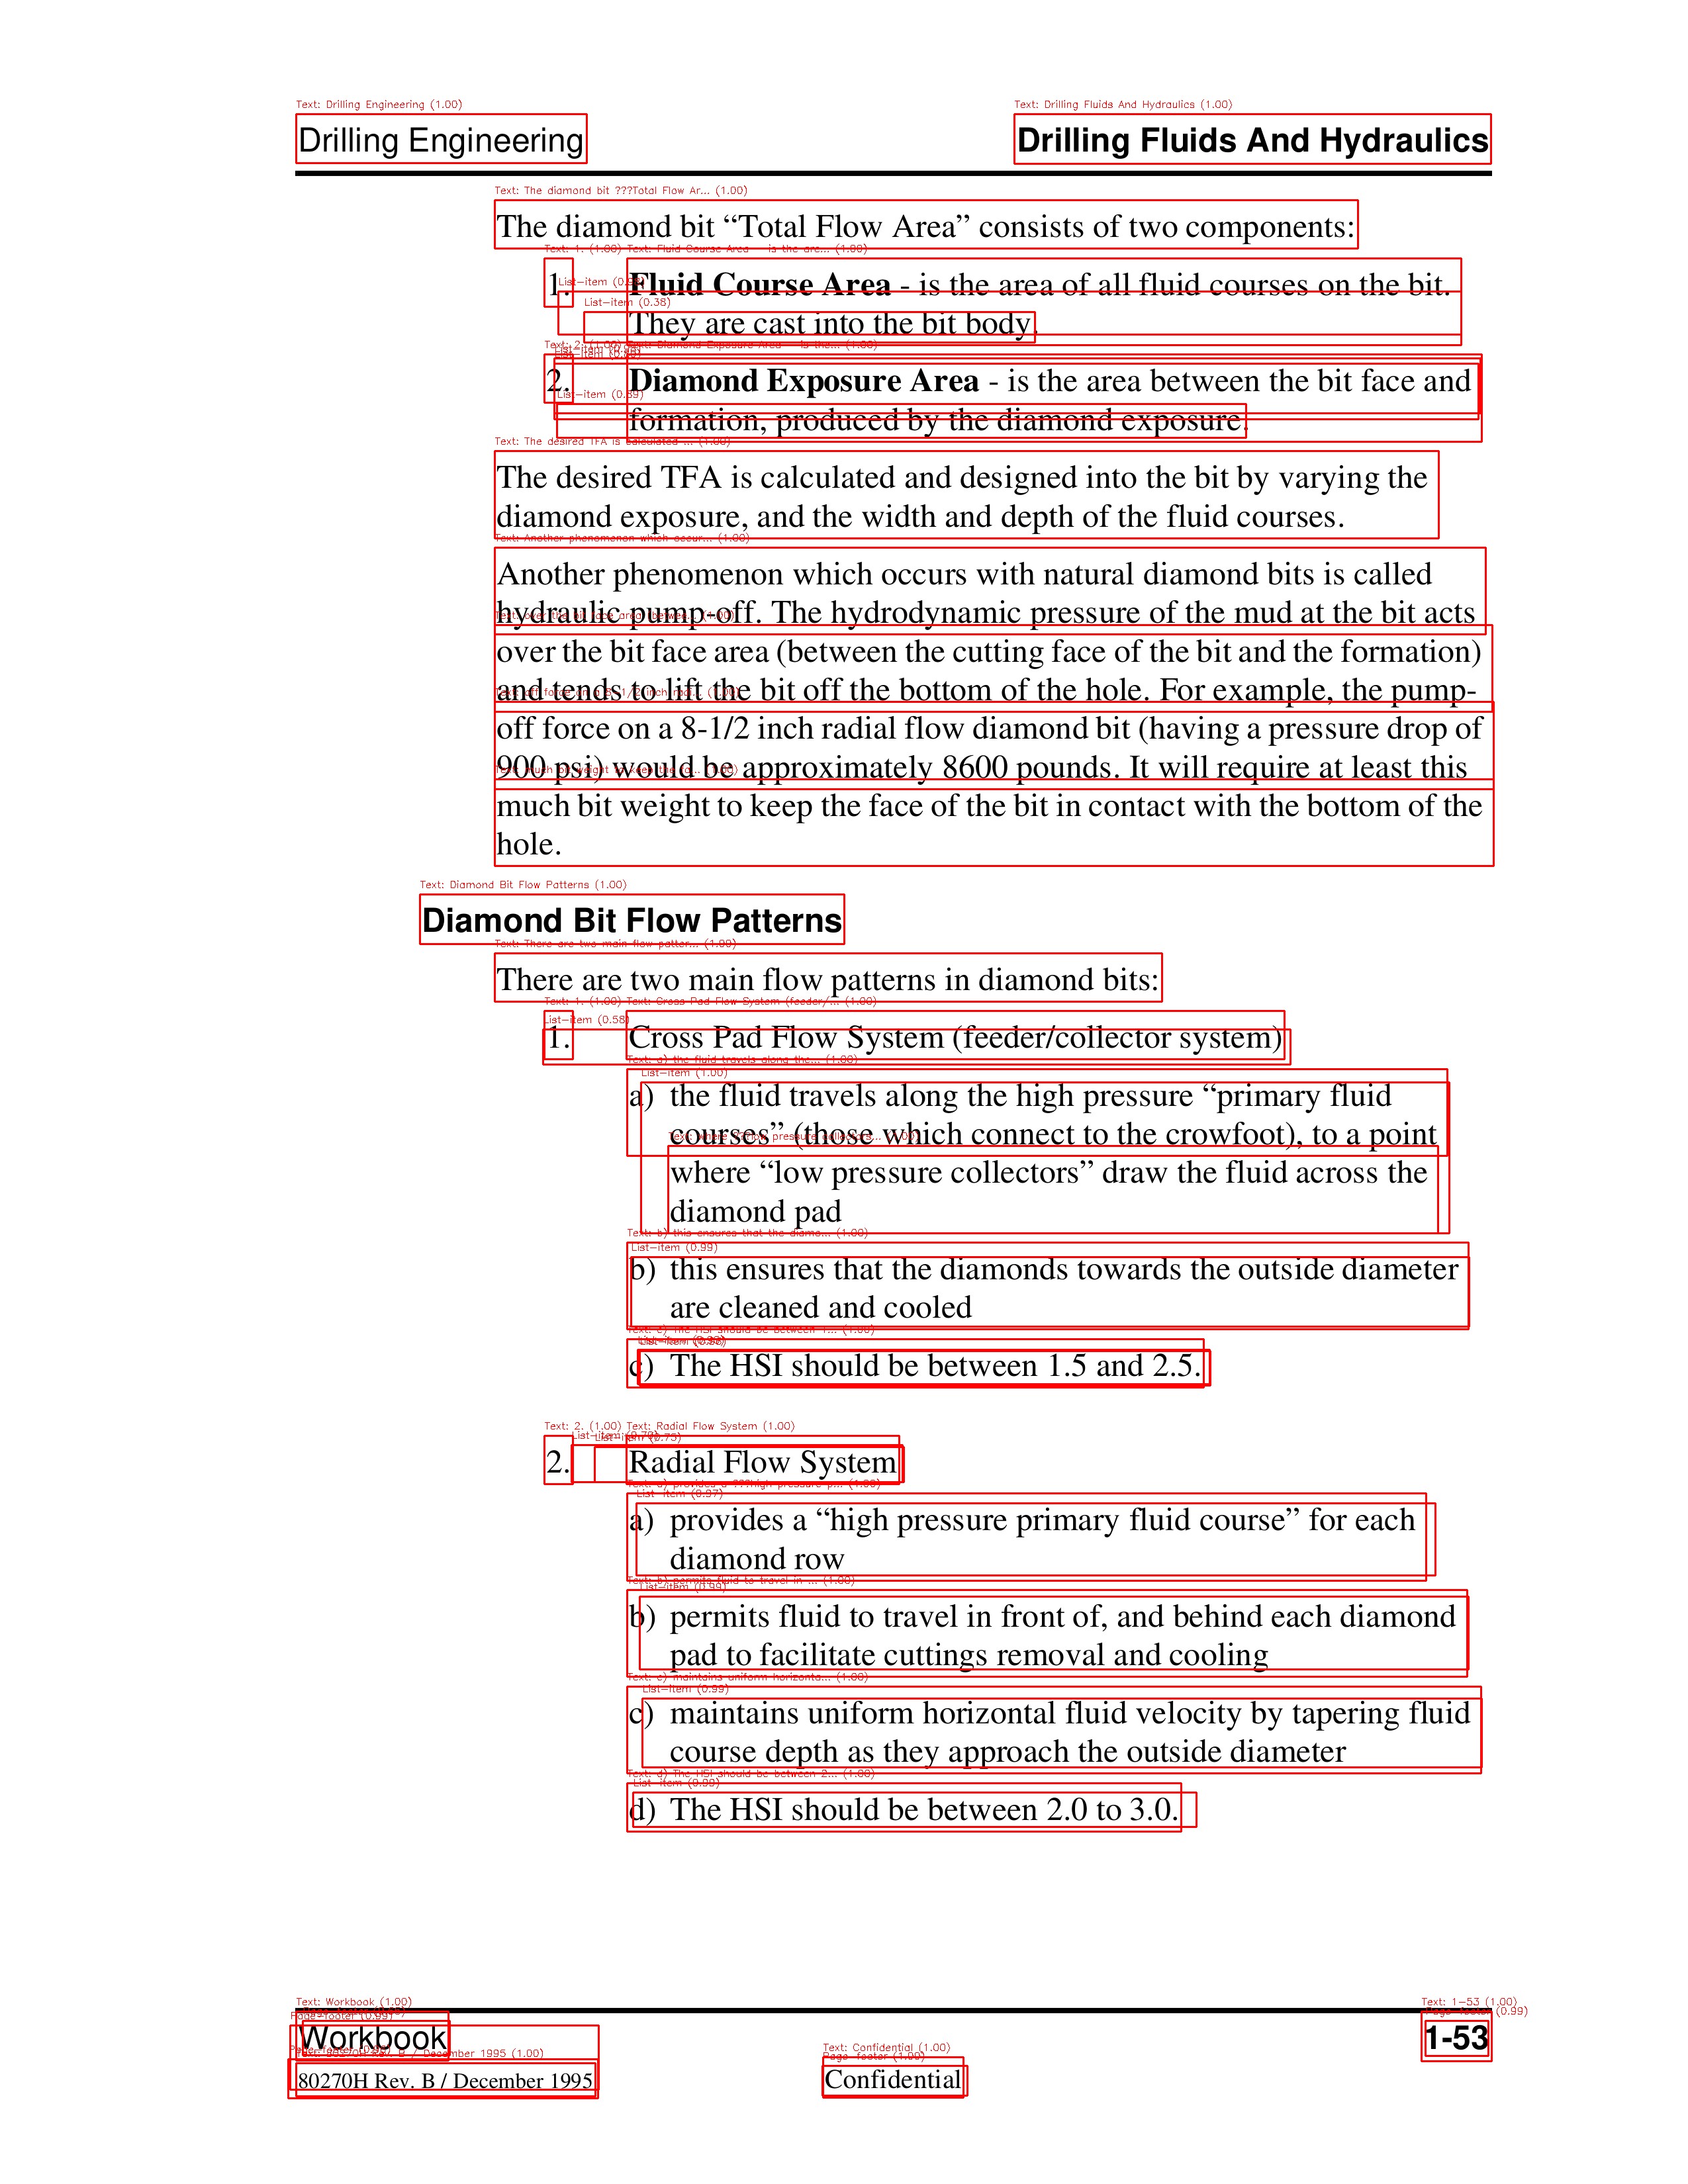 Drilling Engineering
Drilling Fluids And Hydraulics
The diamond bit “Total Flow Area” consists of two components:
1. Fluid Course Area - is the area of all fluid courses on the bit.
They are cast into the bit body.
2. Diamond Exposure Area - is the area between the bit face and
formation, produced by the diamond exposure.
The desired TFA is calculated and designed into the bit by varying the
diamond exposure, and the width and depth of the fluid courses.
Another phenomenon which occurs with natural diamond bits is called
hydraulic pump-off. The hydrodynamic pressure of the mud at the bit acts
over the bit face area (between the cutting face of the bit and the formation)
and tends to lift the bit off the bottom of the hole. For example, the pump-
off force on a 8-1/2 inch radial flow diamond bit (having a pressure drop of
900 psi) would be approximately 8600 pounds. It will require at least this
much bit weight to keep the face of the bit in contact with the bottom of the
hole.
Diamond Bit Flow Patterns
There are two main flow patterns in diamond bits:
1. Cross Pad Flow System (feeder/collector system)
a) the fluid travels along the high pressure “primary fluid
courses” (those which connect to the crowfoot), to a point
where “low pressure collectors” draw the fluid across the
diamond pad
b) this ensures that the diamonds towards the outside diameter
are cleaned and cooled
c) The HSI should be between 1.5 and 2.5.
2. Radial Flow System
a) provides a “high pressure primary fluid course” for each
diamond row
b) permits fluid to travel in front of, and behind each diamond
pad to facilitate cuttings removal and cooling
c) maintains uniform horizontal fluid velocity by tapering fluid
course depth as they approach the outside diameter
d) The HSI should be between 2.0 to 3.0.
Workbook
1-53
80270H Rev. B / December 1995
Confidential